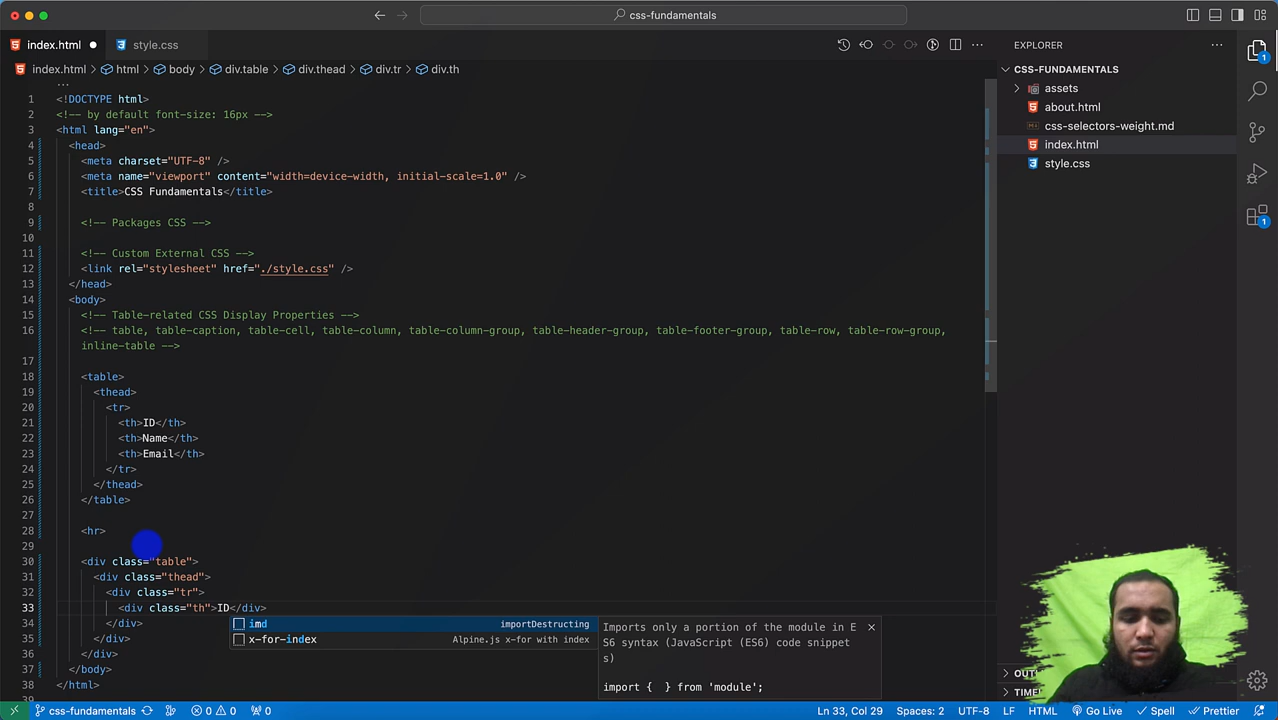 css-fundamentals
index.html
style.css
EXPLORER
index.html > html > body > div.table > div.thead > div.tr > div.th
CSS-FUNDAMENTALS
assets
about.html
css-selectors-weight.md
index.html
style.css
1 <!DOCTYPE html>
2 <!-- by default font-size: 16px -->
3 <html lang="en">
4 <head>
5 <meta charset="UTF-8" />
6 <meta name="viewport" content="width=device-width, initial-scale=1.0" />
7 <title>CSS Fundamentals</title>
8
9 <!-- Packages CSS -->
10
11 <!-- Custom External CSS -->
12 <link rel="stylesheet" href="./style.css" />
13 </head>
14 <body>
15 <!-- Table-related CSS Display Properties -->
16 <!-- table, table-caption, table-cell, table-column, table-column-group, table-header-group, table-footer-group, table-row, table-row-group,
inline-table -->
17
18 <table>
19 <thead>
20 <tr>
21 <th>ID</th>
22 <th>Name</th>
23 <th>Email</th>
24 </tr>
25 </thead>
26 </table>
27
28 <hr>
29
30 <div class="table">
31 <div class="thead">
32 <div class="tr">
33 <div class="th">ID</div>
34 </div>
35 </div>
36 </div>
37 </body>
38 </html>
39
imd importDestructing
x-for-index Alpine.js x-for with index
Imports only a portion of the module in E
S6 syntax (JavaScript (ES6) code snippet
s)
import { } from 'module';
1
1
OUT
TIME
css-fundamentals
0 0
0
Ln 33, Col 29
Spaces: 2
UTF-8
LF
HTML
Go Live
Spell
Prettier